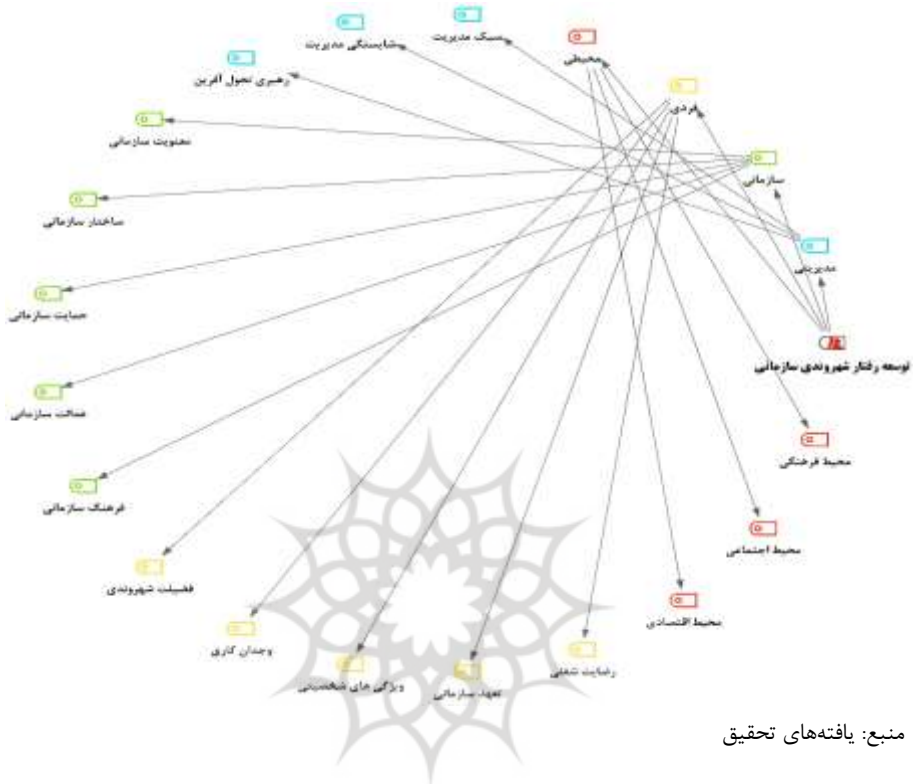 سبک مدیریت
شایستگی مدیریت
محیطی
رهبری تحول آفرین
فردی
معنویت سازمانی
سازمانی
ساختار سازمانی
مدیریتی
حمایت سازمانی
توسعه رفتار شهروندی سازمانی
عدالت سازمانی
محیط فرهنگی
فرهنگ سازمانی
محیط اجتماعی
فضیلت شهروندی
محیط اقتصادی
وجدان کاری
رضایت شغلی
ویژگی های شخصیتی
تعهد سازمانی
منبع: یافته‌های تحقیق